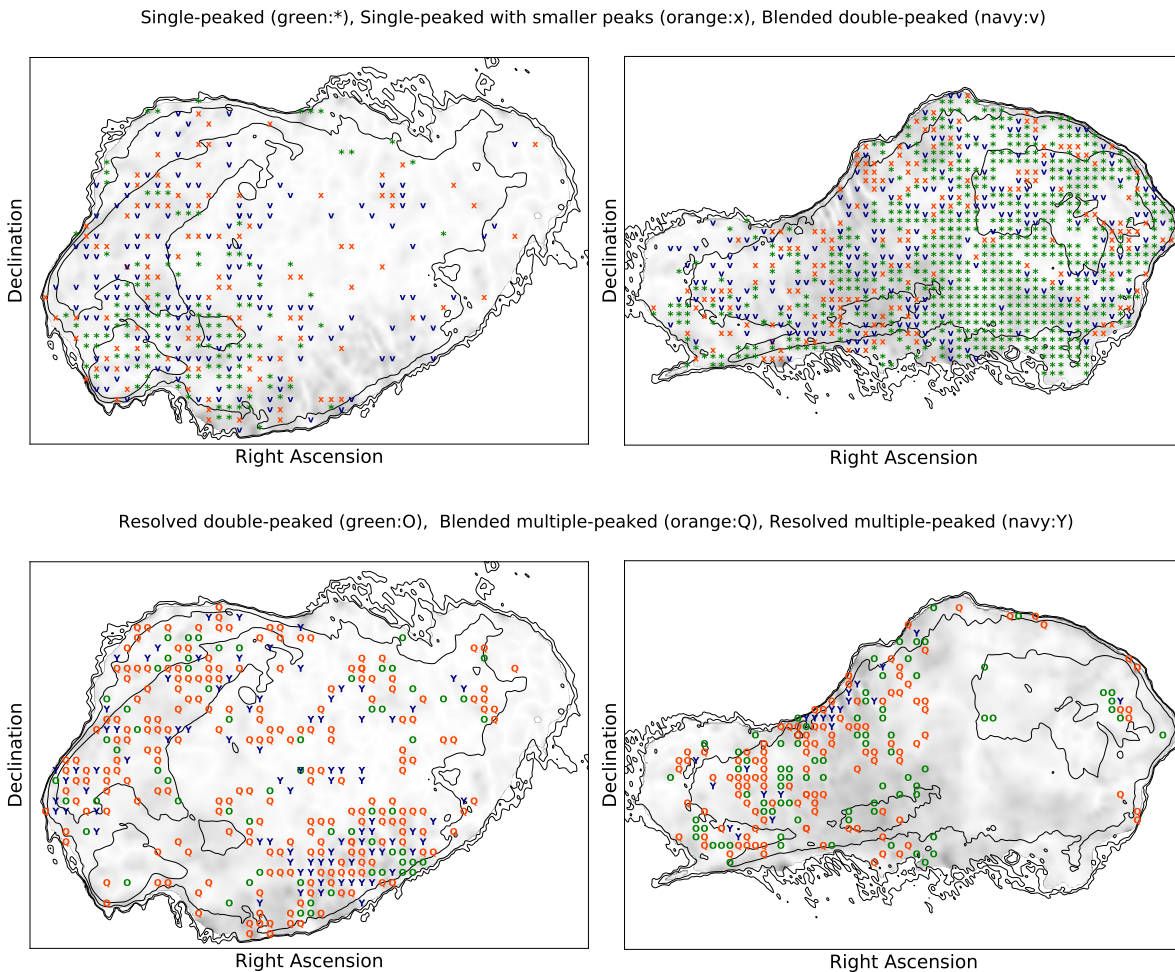 Single-peaked (green:*), Single-peaked with smaller peaks (orange:x), Blended double-peaked (navy:v)
Declination
Right Ascension
Declination
Right Ascension
Resolved double-peaked (green:O),  Blended multiple-peaked (orange:Q), Resolved multiple-peaked (navy:Y)
Declination
Right Ascension
Declination
Right Ascension